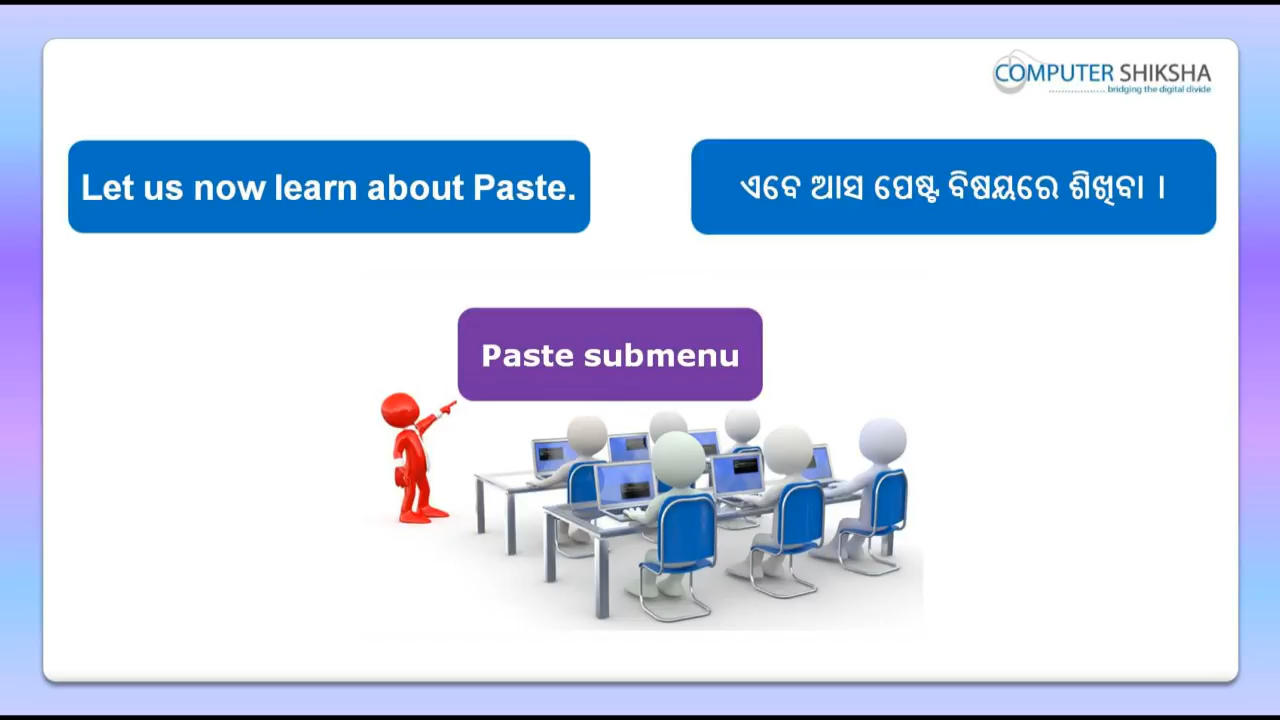 COMPUTER SHIKSHA
bridging the digital divide
Let us now learn about Paste.
ଏବେ ଆସ ପେଷ୍ଟ ବିଷୟରେ ଶିଖିବା ।
Paste submenu